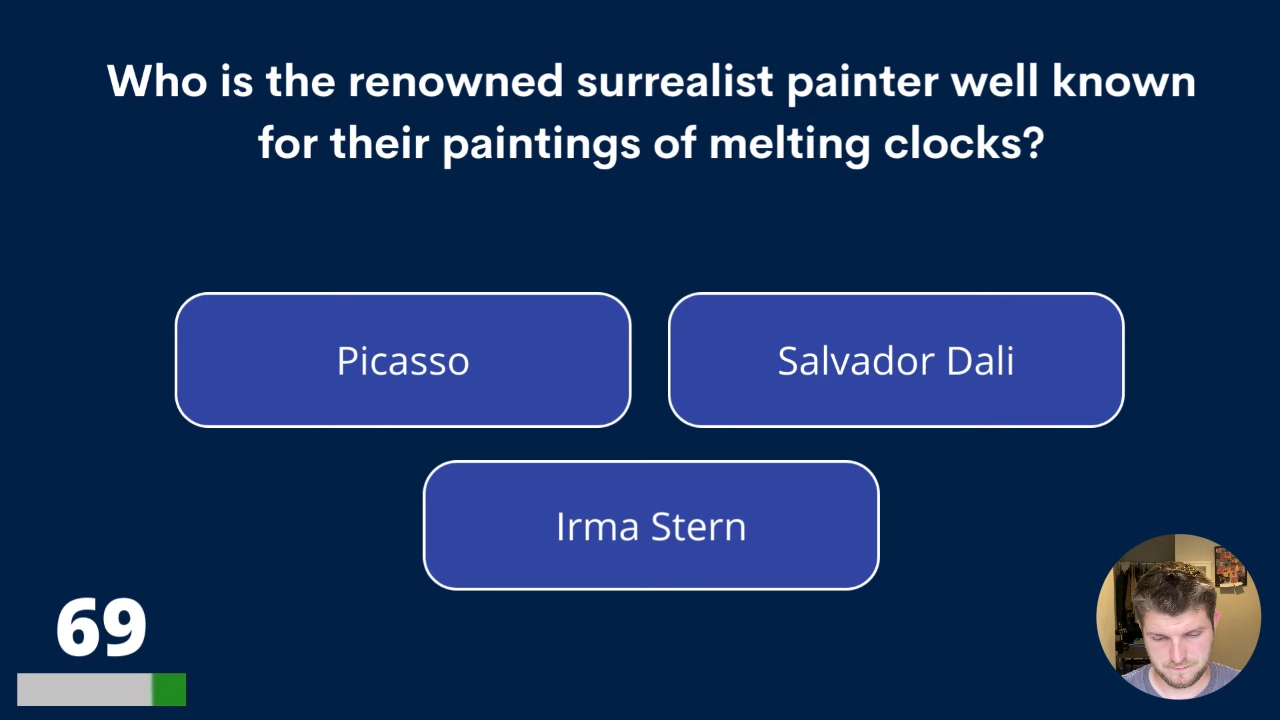 Who is the renowned surrealist painter well known
for their paintings of melting clocks?
Picasso
Salvador Dali
Irma Stern
69